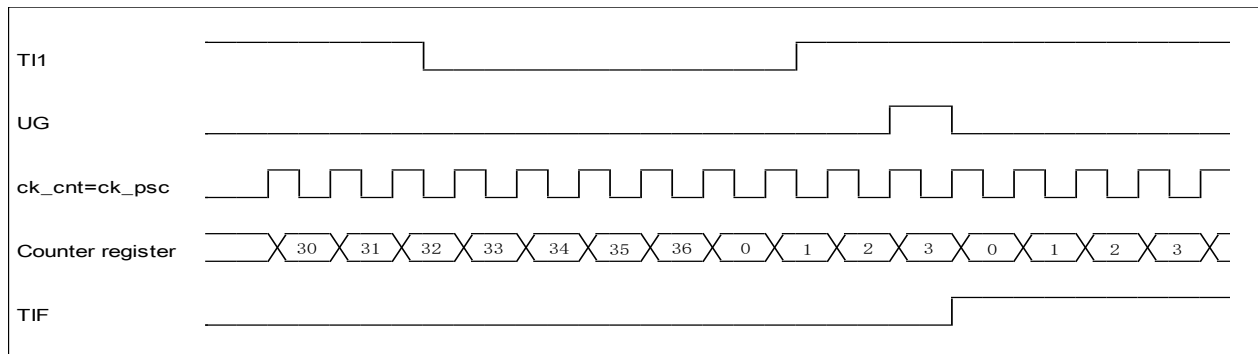 TI1
UG
ck_cnt=ck_psc
Counter register 30 31 32 33 34 35 36 0 1 2 3 0 1 2 3
TIF